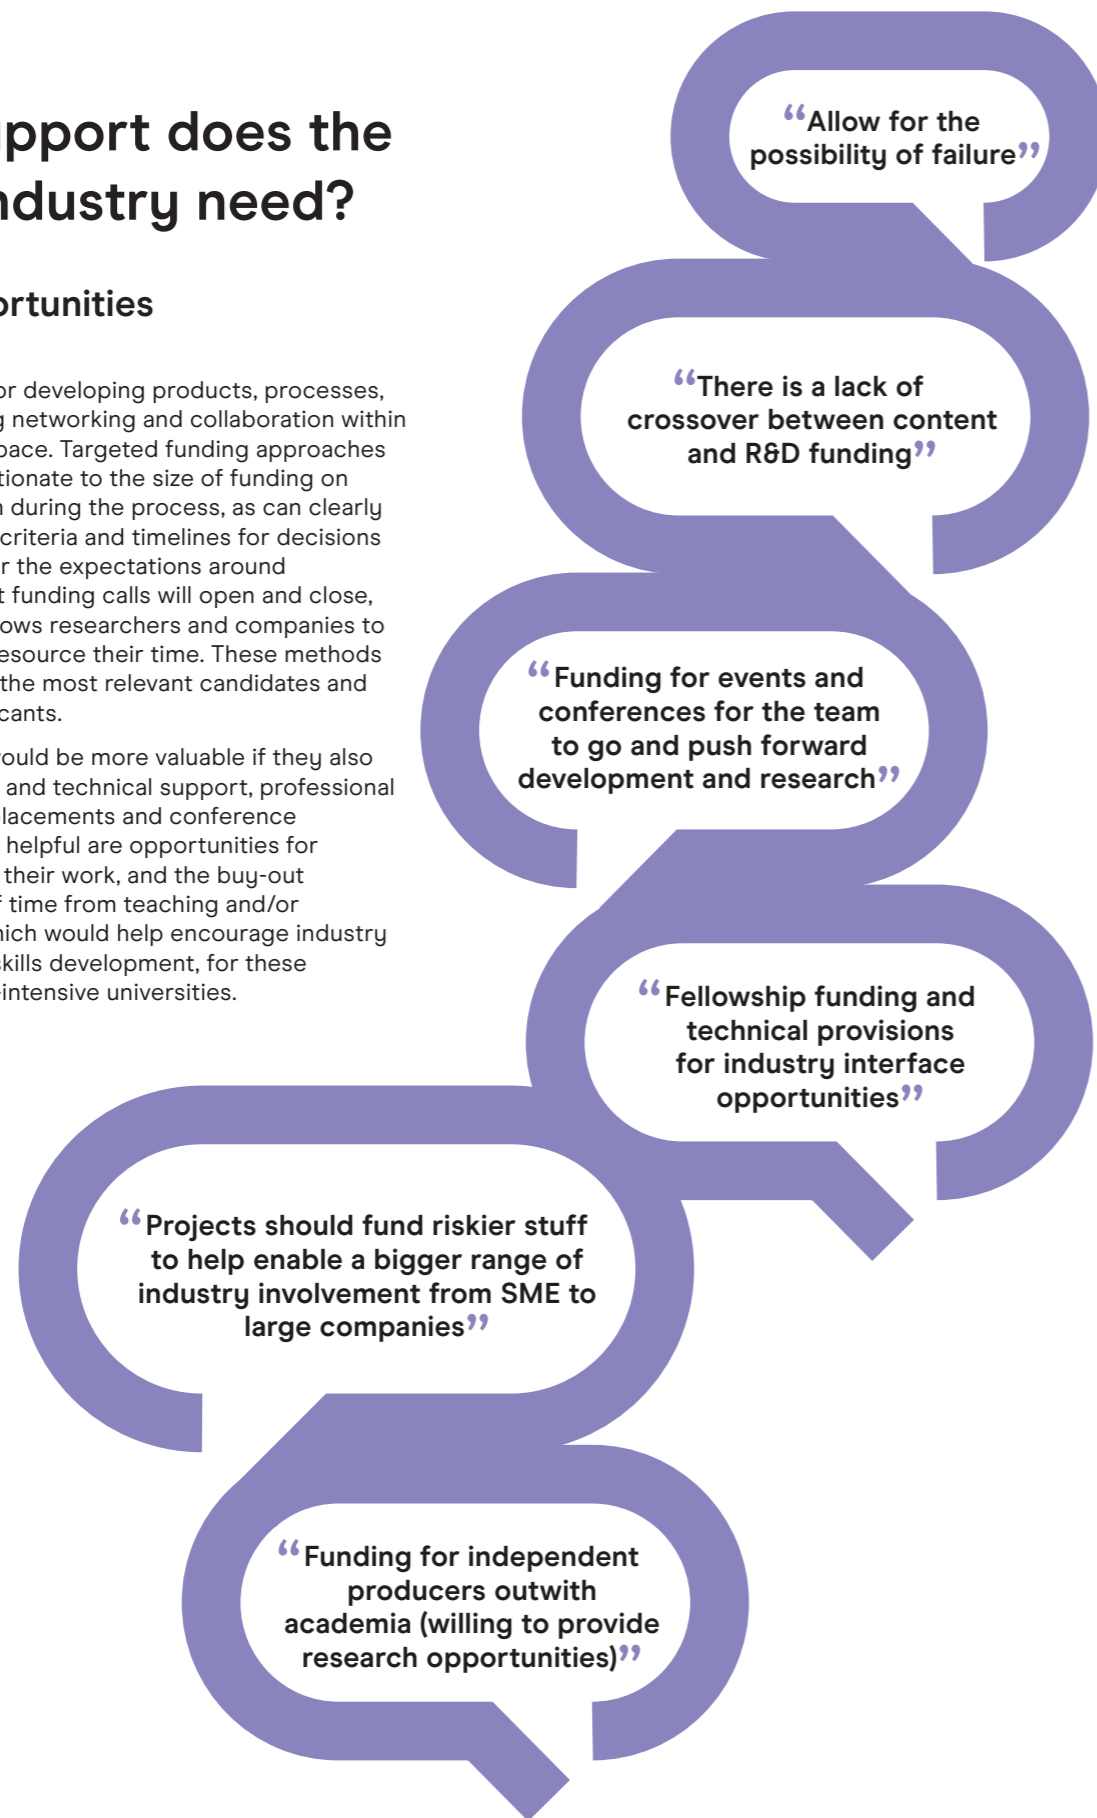 pport does the
ndustry need?
ortunities
or developing products, processes,
g networking and collaboration within
pace. Targeted funding approaches
tionate to the size of funding on
n during the process, as can clearly
criteria and timelines for decisions
r the expectations around
t funding calls will open and close,
lows researchers and companies to
esource their time. These methods
the most relevant candidates and
icants.
ould be more valuable if they also
and technical support, professional
lacements and conference
helpful are opportunities for
their work, and the buy-out
f time from teaching and/or
hich would help encourage industry
skills development, for these
-intensive universities.
“Allow for the
possibility of failure”
“There is a lack of
crossover between content
and R&D funding”
“Funding for events and
conferences for the team
to go and push forward
development and research”
“Fellowship funding and
technical provisions
for industry interface
opportunities”
“Projects should fund riskier stuff
to help enable a bigger range of
industry involvement from SME to
large companies”
“Funding for independent
producers outwith
academia (willing to provide
research opportunities)”